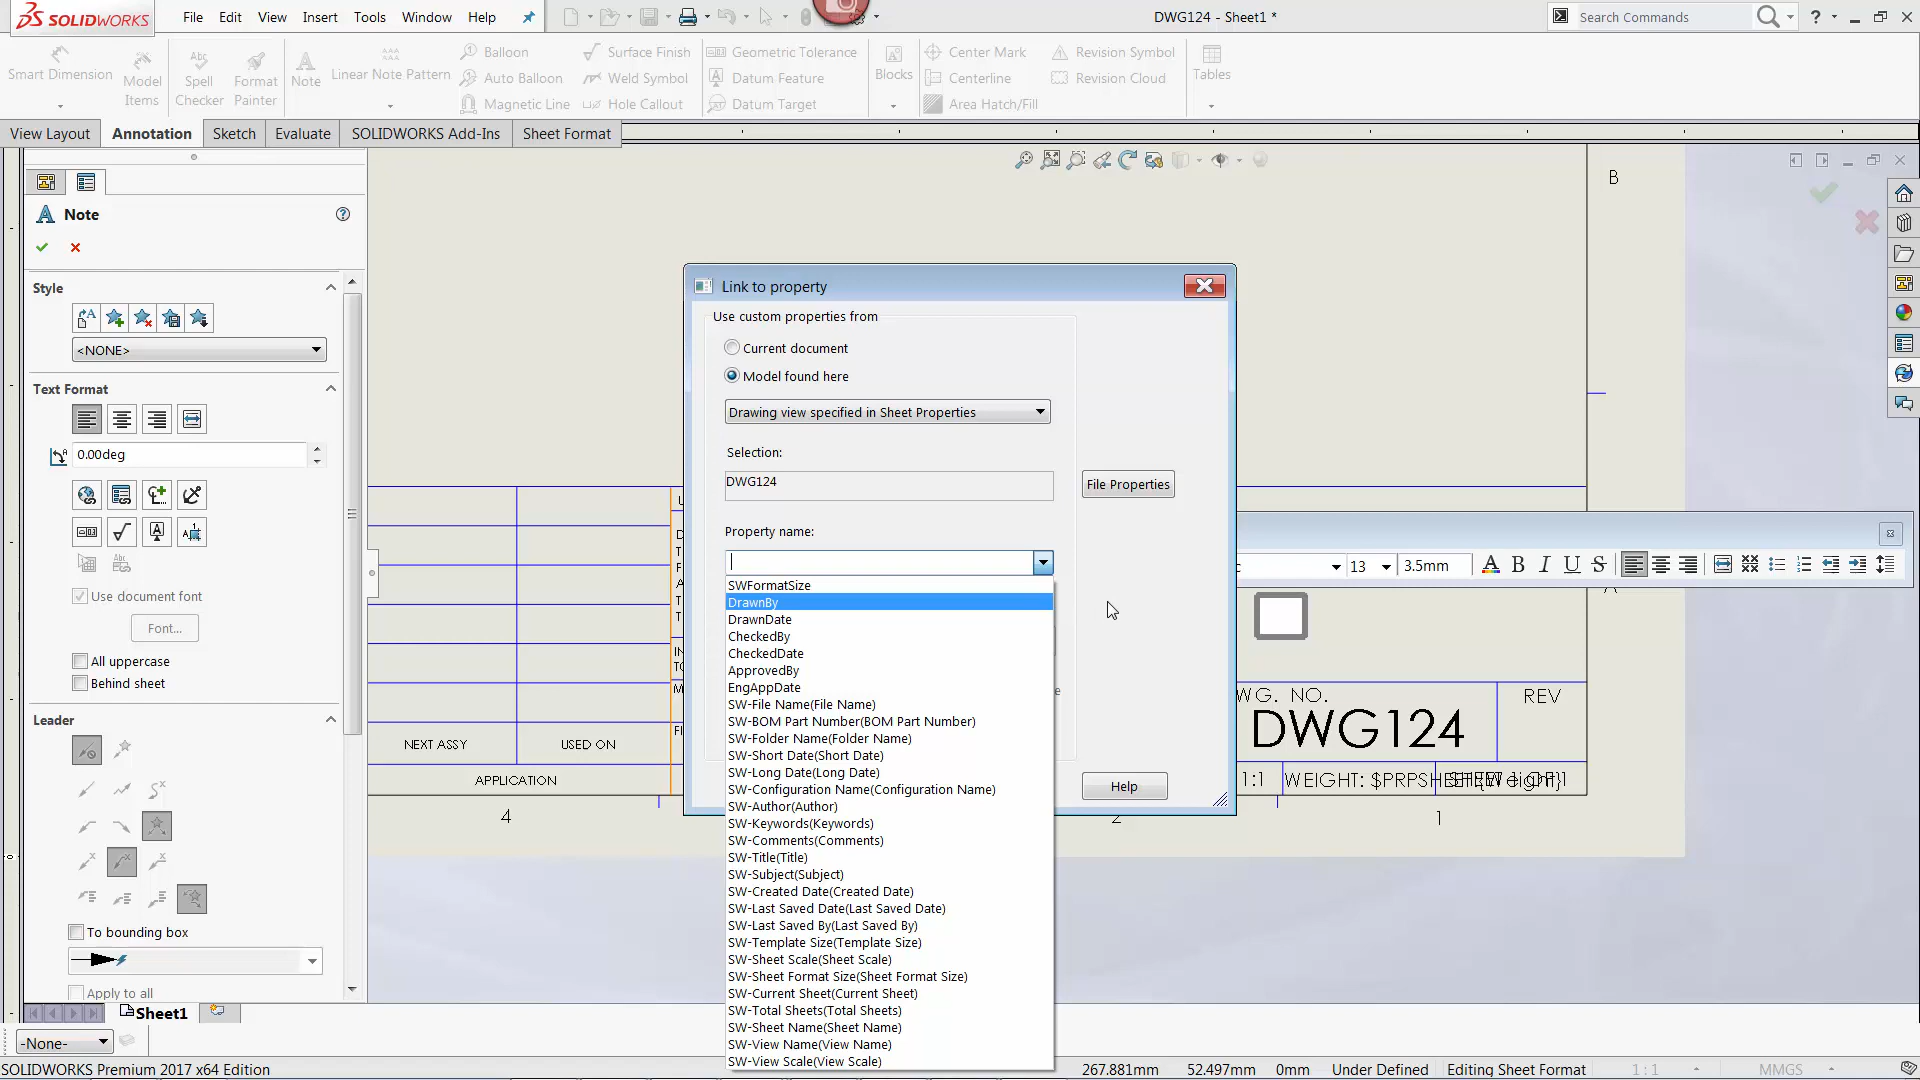 SOLIDWORKS
File Edit View Insert Tools Window Help
DWG124 - Sheet1 *
Search Commands
Smart Dimension
Model Items
Spell Checker
Format Painter
Note
Linear Note Pattern
Balloon
Auto Balloon
Magnetic Line
Surface Finish
Weld Symbol
Hole Callout
Geometric Tolerance
Datum Feature
Datum Target
Blocks
Center Mark
Centerline
Area Hatch/Fill
Revision Symbol
Revision Cloud
Tables
View Layout Annotation Sketch Evaluate SOLIDWORKS Add-Ins Sheet Format
Note
Style
<NONE>
Text Format
0.00deg
Use document font
Font...
All uppercase
Behind sheet
Leader
To bounding box
Apply to all
B
Link to property
Use custom properties from
Current document
Model found here
Drawing view specified in Sheet Properties
Selection:
DWG124
File Properties
Property name:
SWFormatSize
DrawnBy
DrawnDate
CheckedBy
CheckedDate
ApprovedBy
EngAppDate
SW-File Name(File Name)
SW-BOM Part Number(BOM Part Number)
SW-Folder Name(Folder Name)
SW-Short Date(Short Date)
SW-Long Date(Long Date)
SW-Configuration Name(Configuration Name)
SW-Author(Author)
SW-Keywords(Keywords)
SW-Comments(Comments)
SW-Title(Title)
SW-Subject(Subject)
SW-Created Date(Created Date)
SW-Last Saved Date(Last Saved Date)
SW-Last Saved By(Last Saved By)
SW-Template Size(Template Size)
SW-Sheet Scale(Sheet Scale)
SW-Sheet Format Size(Sheet Format Size)
SW-Current Sheet(Current Sheet)
SW-Total Sheets(Total Sheets)
SW-Sheet Name(Sheet Name)
SW-View Name(View Name)
SW-View Scale(View Scale)
Help
13 3.5mm
NEXT ASSY USED ON
APPLICATION
4 2 1
WG. NO. REV
DWG124
1:1 WEIGHT:
Sheet1
-None-
SOLIDWORKS Premium 2017 x64 Edition
267.881mm 52.497mm 0mm Under Defined Editing Sheet Format 1 : 1 MMGS